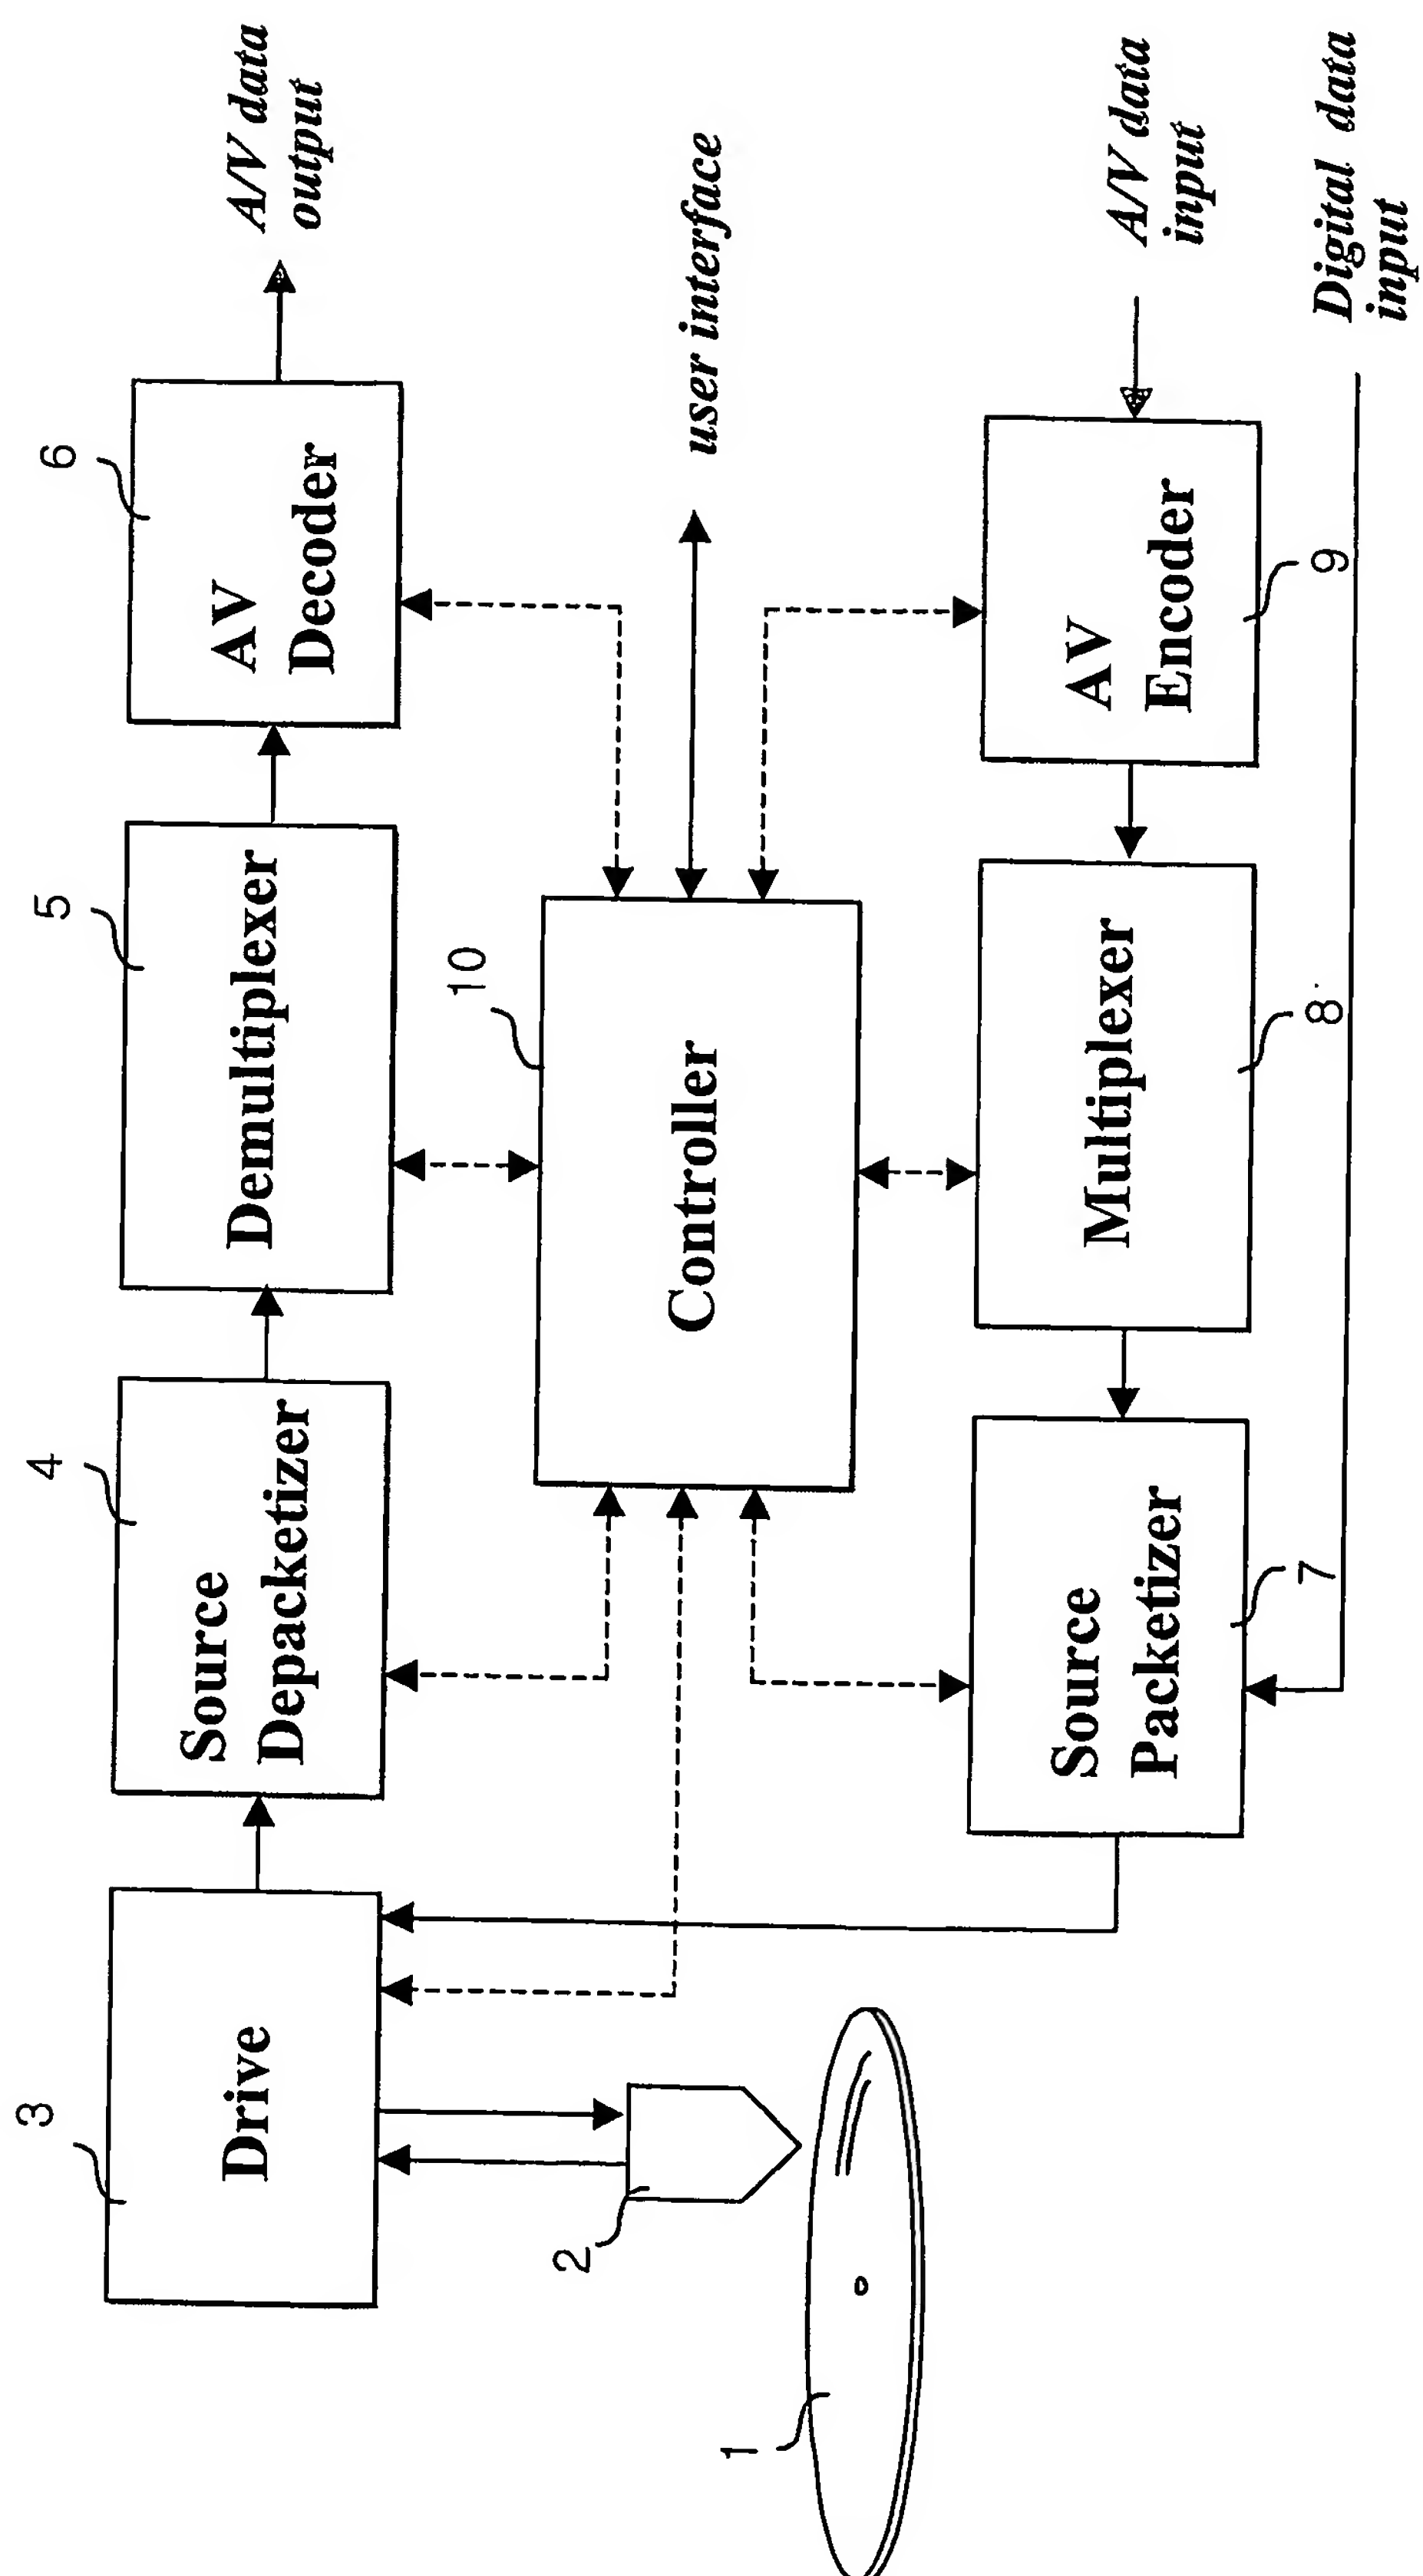 3
Drive
4
Source
Depacketizer
5
Demultiplexer
6
AV
Decoder
A/V data
output
2
10
Controller
user interface
1
7
Source
Packetizer
8
Multiplexer
9
AV
Encoder
A/V data
input
Digital data
input